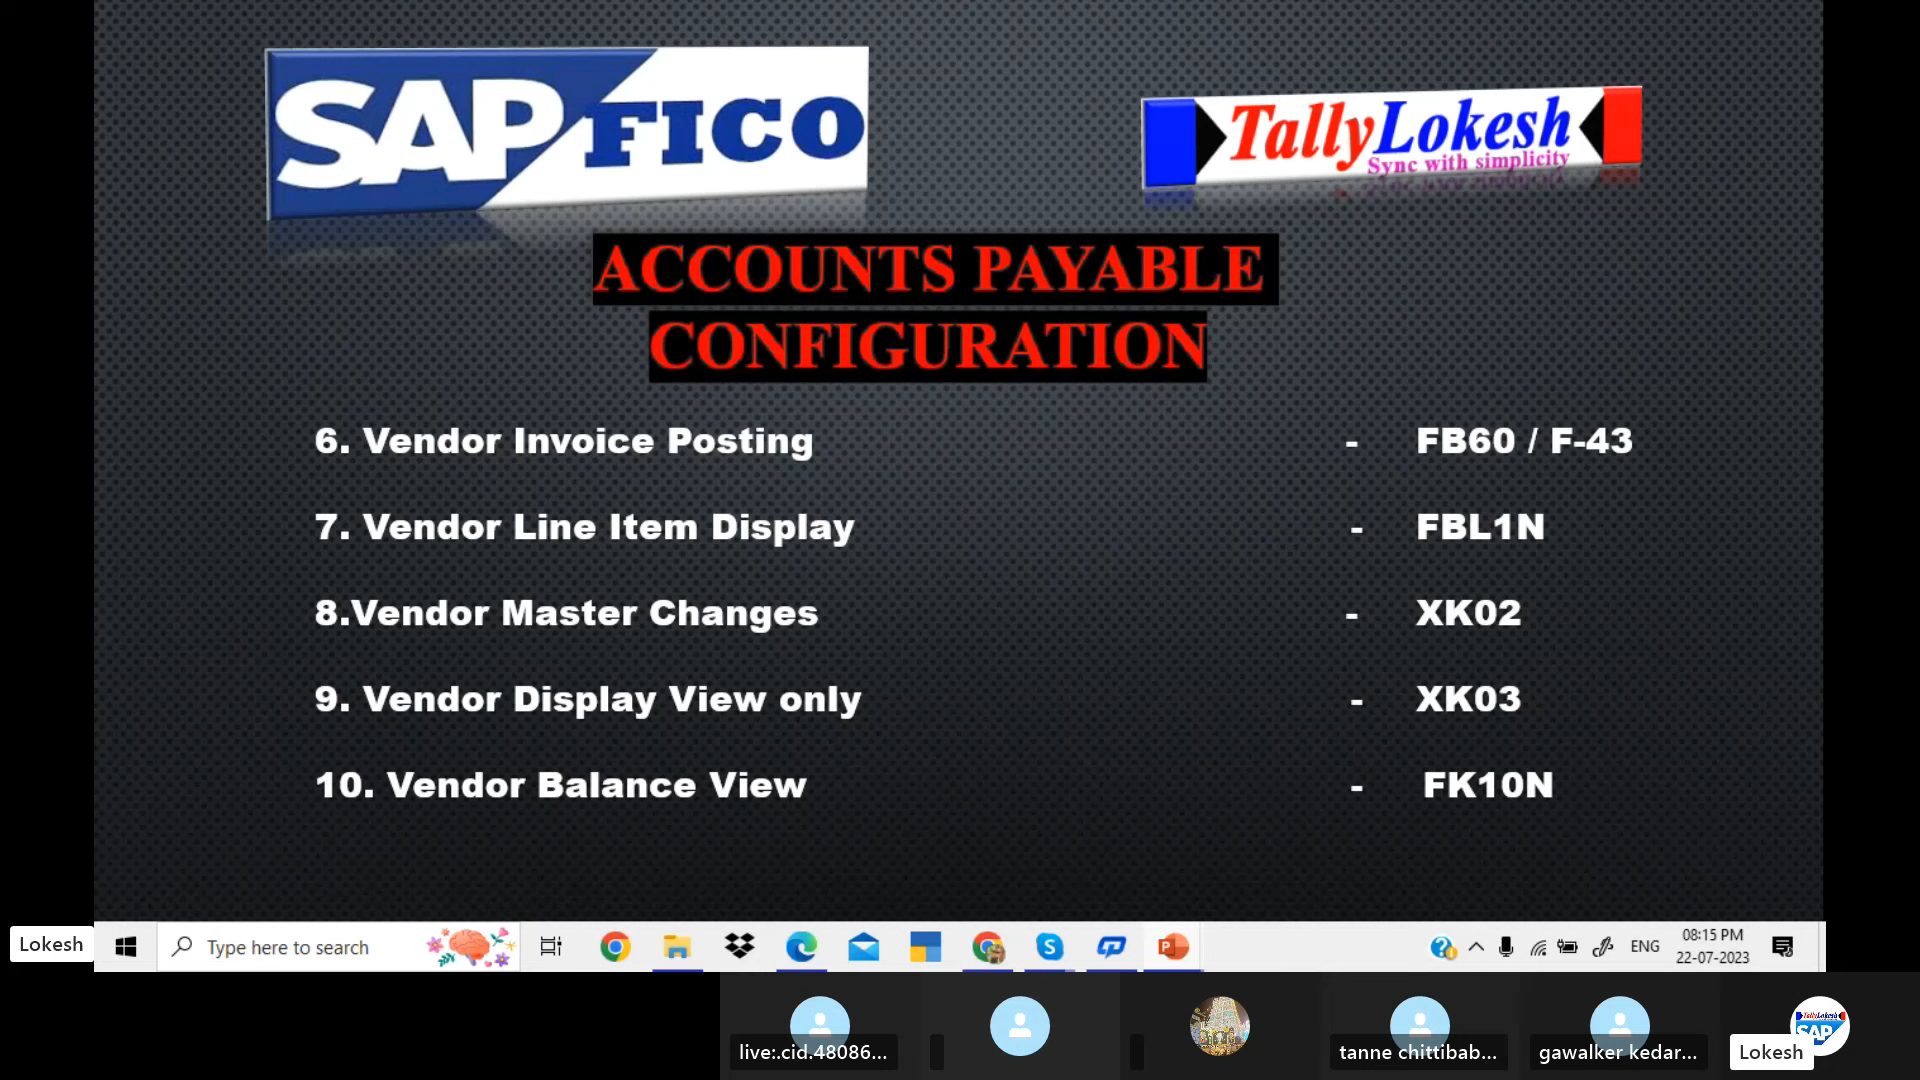 SAP FICO
TallyLokesh
Sync with simplicity
ACCOUNTS PAYABLE
CONFIGURATION
6. Vendor Invoice Posting - FB60 / F-43
7. Vendor Line Item Display - FBL1N
8.Vendor Master Changes - XK02
9. Vendor Display View only - XK03
10. Vendor Balance View - FK10N
Lokesh
Type here to search
ENG
08:15 PM
22-07-2023
live:.cid.48086...
tanne chittibab...
gawalker kedar...
TallyLokesh
SAP
Lokesh